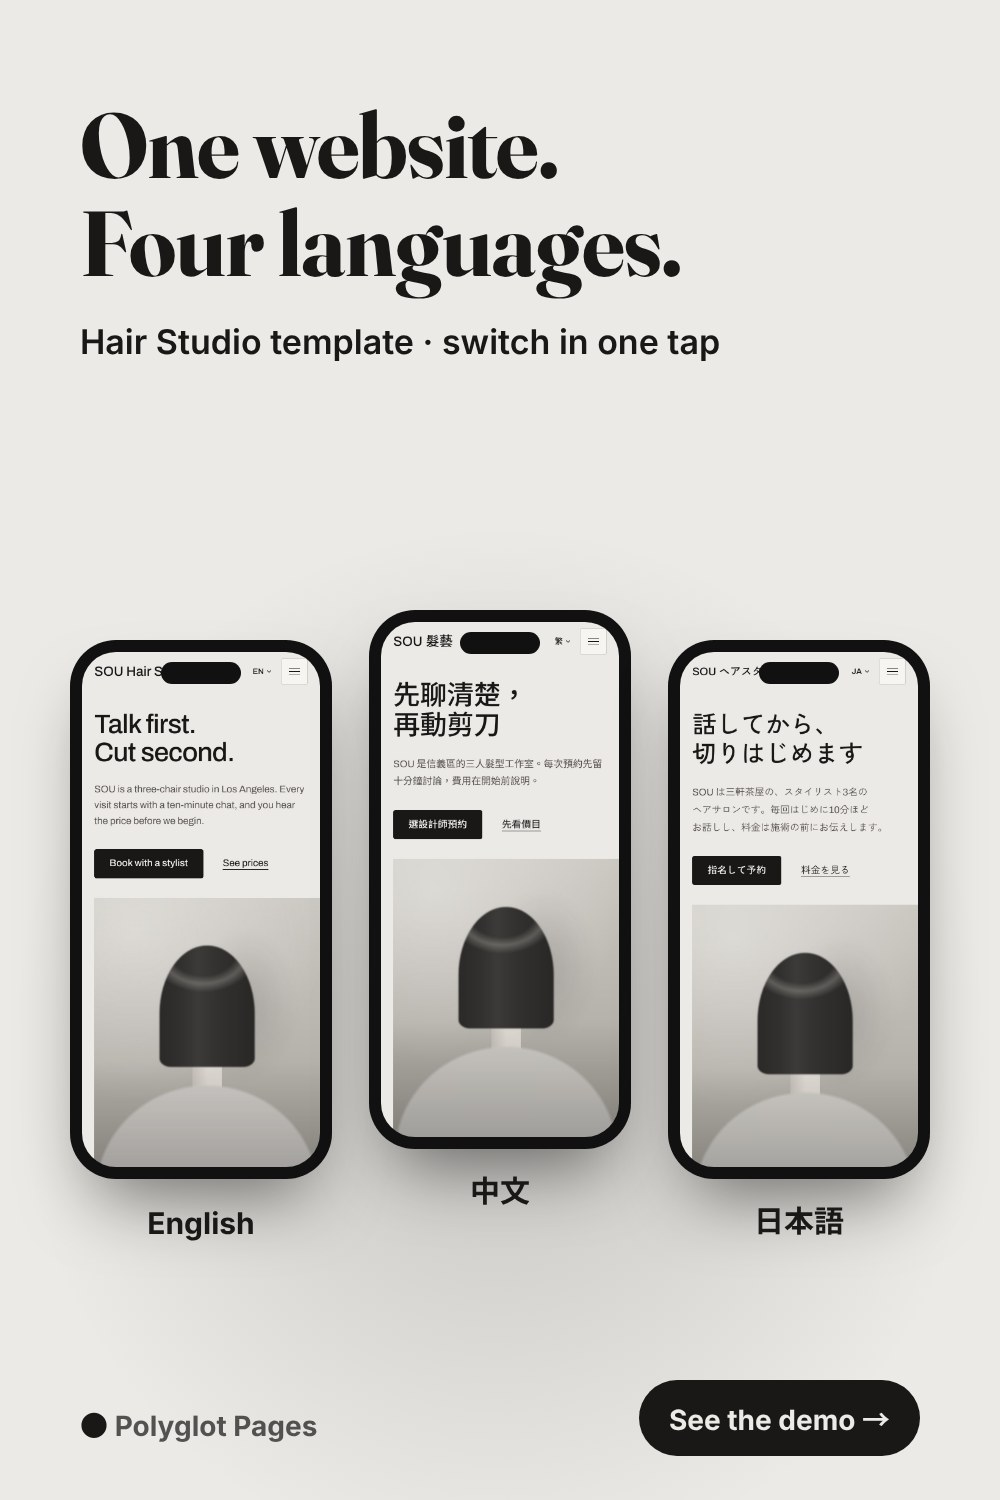 One website.
Four languages.
Hair Studio template · switch in one tap
SOU Hair S
EN
Talk first.
Cut second.
SOU is a three-chair studio in Los Angeles. Every
visit starts with a ten-minute chat, and you hear
the price before we begin.
Book with a stylist
See prices
English
SOU 髮藝
繁
先聊清楚，
再動剪刀
SOU 是信義區的三人髮型工作室。每次預約先留
十分鐘討論，費用在開始前說明。
選設計師預約
先看價目
中文
SOU ヘアスタ
JA
話してから、
切りはじめます
SOU は三軒茶屋の、スタイリスト3名の
ヘアサロンです。毎回はじめに10分ほど
お話しし、料金は施術の前にお伝えします。
指名して予約
料金を見る
日本語
Polyglot Pages
See the demo →